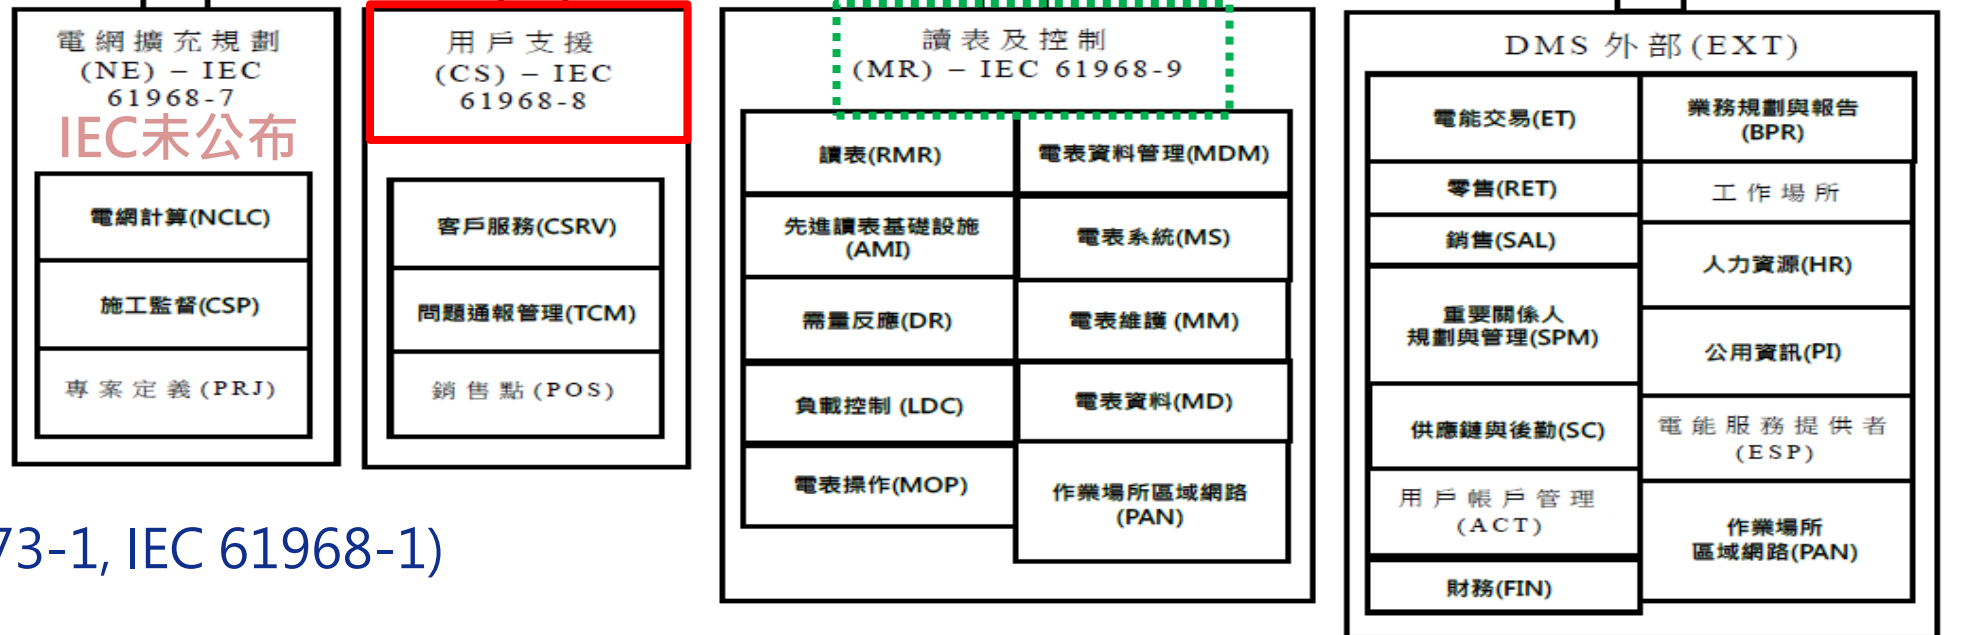 電網擴充規劃
(NE) – IEC
61968-7
IEC未公布
電網計算(NCLC)
施工監督(CSP)
專案定義(PRJ)
用戶支援
(CS) – IEC
61968-8
客戶服務(CSRV)
問題通報管理(TCM)
銷售點(POS)
讀表及控制
(MR) – IEC 61968-9
讀表(RMR)
先進讀表基礎設施
(AMI)
需量反應(DR)
負載控制 (LDC)
電表操作(MOP)
電表資料管理(MDM)
電表系統(MS)
電表維護 (MM)
電表資料(MD)
作業場所區域網路
(PAN)
DMS 外部(EXT)
電能交易(ET)
零售(RET)
銷售(SAL)
重要關係人
規劃與管理(SPM)
供應鏈與後勤(SC)
用戶帳戶管理
(ACT)
財務(FIN)
業務規劃與報告
(BPR)
工作場所
人力資源(HR)
公用資訊(PI)
電能服務提供者
(ESP)
作業場所
區域網路(PAN)
73-1, IEC 61968-1)